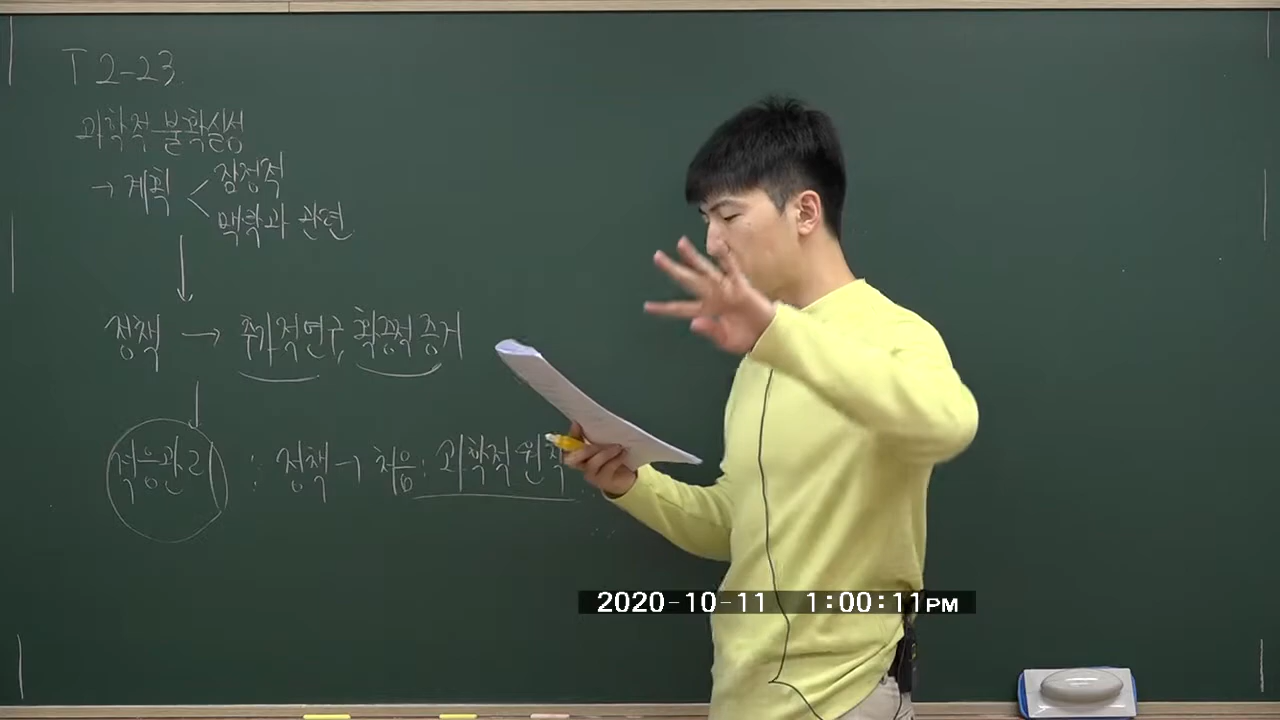 T 2-23
과학적 불확실성
→ 계획 < 잠정적
맥락과 관련
정책 → 추가적 연구, 획증적 증거
적응관리 : 정책 → 처음 : 과학적 원칙
2020-10-11 1:00:11PM